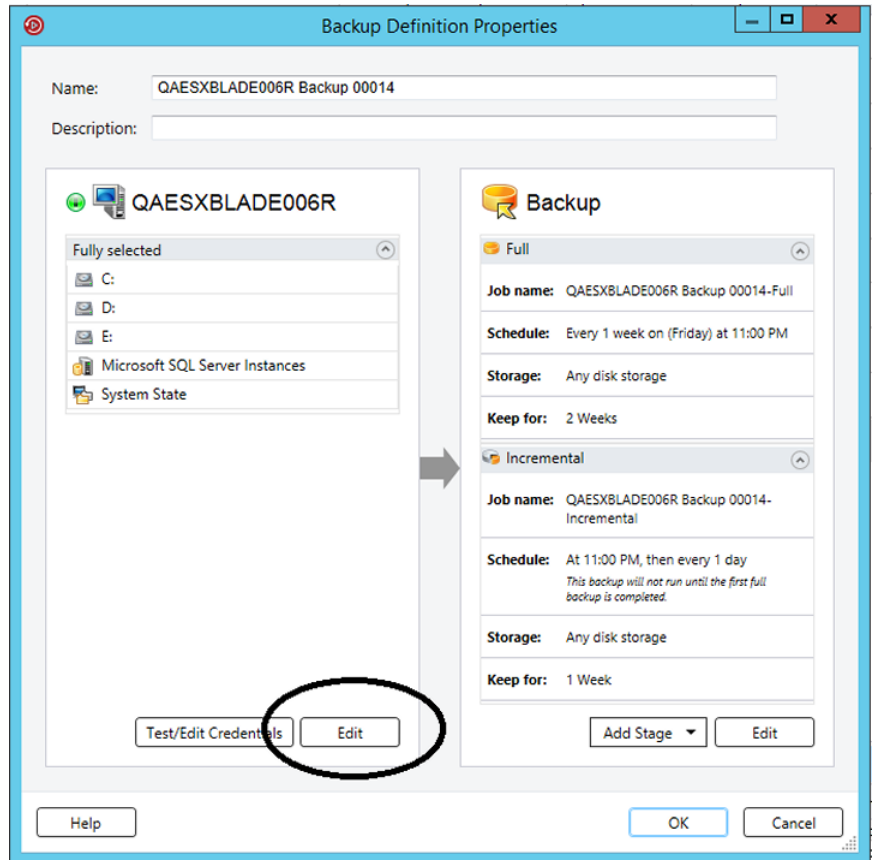 Backup Definition Properties
Name: QAESXBLADE006R Backup 00014
Description:
QAESXBLADE006R
Fully selected
C:
D:
E:
Microsoft SQL Server Instances
System State
Test/Edit Credentials Edit
Backup
Full
Job name: QAESXBLADE006R Backup 00014-Full
Schedule: Every 1 week on (Friday) at 11:00 PM
Storage: Any disk storage
Keep for: 2 Weeks
Incremental
Job name: QAESXBLADE006R Backup 00014-
Incremental
Schedule: At 11:00 PM, then every 1 day
This backup will not run until the first full
backup is completed.
Storage: Any disk storage
Keep for: 1 Week
Add Stage Edit
Help OK Cancel